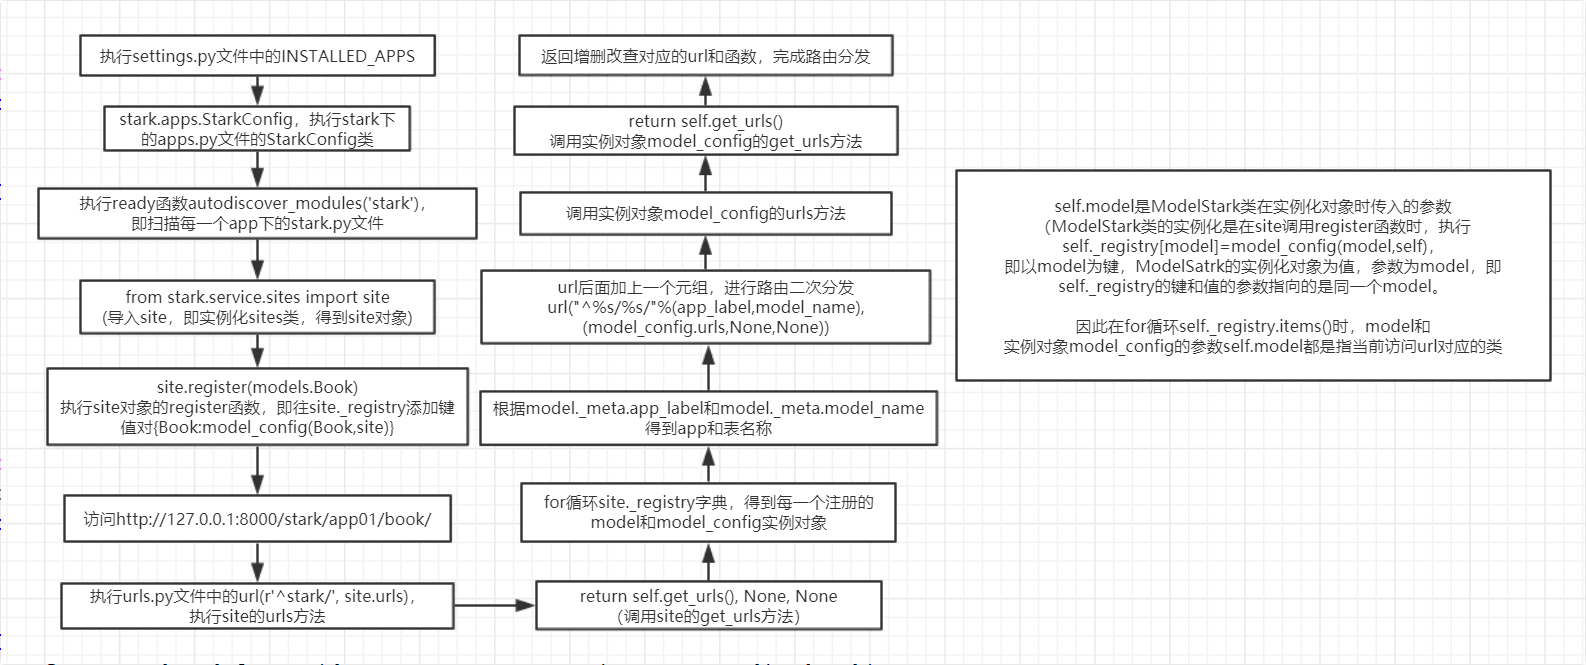 执行settings.py文件中的INSTALLED_APPS
stark.apps.StarkConfig，执行stark下
的apps.py文件的StarkConfig类
执行ready函数autodiscover_modules('stark')，
即扫描每一个app下的stark.py文件
from stark.service.sites import site
(导入site，即实例化sites类，得到site对象)
site.register(models.Book)
执行site对象的register函数，即往site._registry添加键
值对{Book:model_config(Book,site)}
访问http://127.0.0.1:8000/stark/app01/book/
执行urls.py文件中的url(r'^stark/', site.urls)，
执行site的urls方法
return self.get_urls(), None, None
（调用site的get_urls方法）
for循环site._registry字典，得到每一个注册的
model和model_config实例对象
根据model._meta.app_label和model._meta.model_name
得到app和表名称
url后面加上一个元组，进行路由二次分发
url("^%s/%s/"%(app_label,model_name),
(model_config.urls,None,None))
调用实例对象model_config的urls方法
return self.get_urls()
调用实例对象model_config的get_urls方法
返回增删改查对应的url和函数，完成路由分发
self.model是ModelStark类在实例化对象时传入的参数
（ModelStark类的实例化是在site调用register函数时，执行
self._registry[model]=model_config(model,self)，
即以model为键，ModelSatrk的实例化对象为值，参数为model，即
self._registry的键和值的参数指向的是同一个model。
因此在for循环self._registry.items()时，model和
实例对象model_config的参数self.model都是指当前访问url对应的类